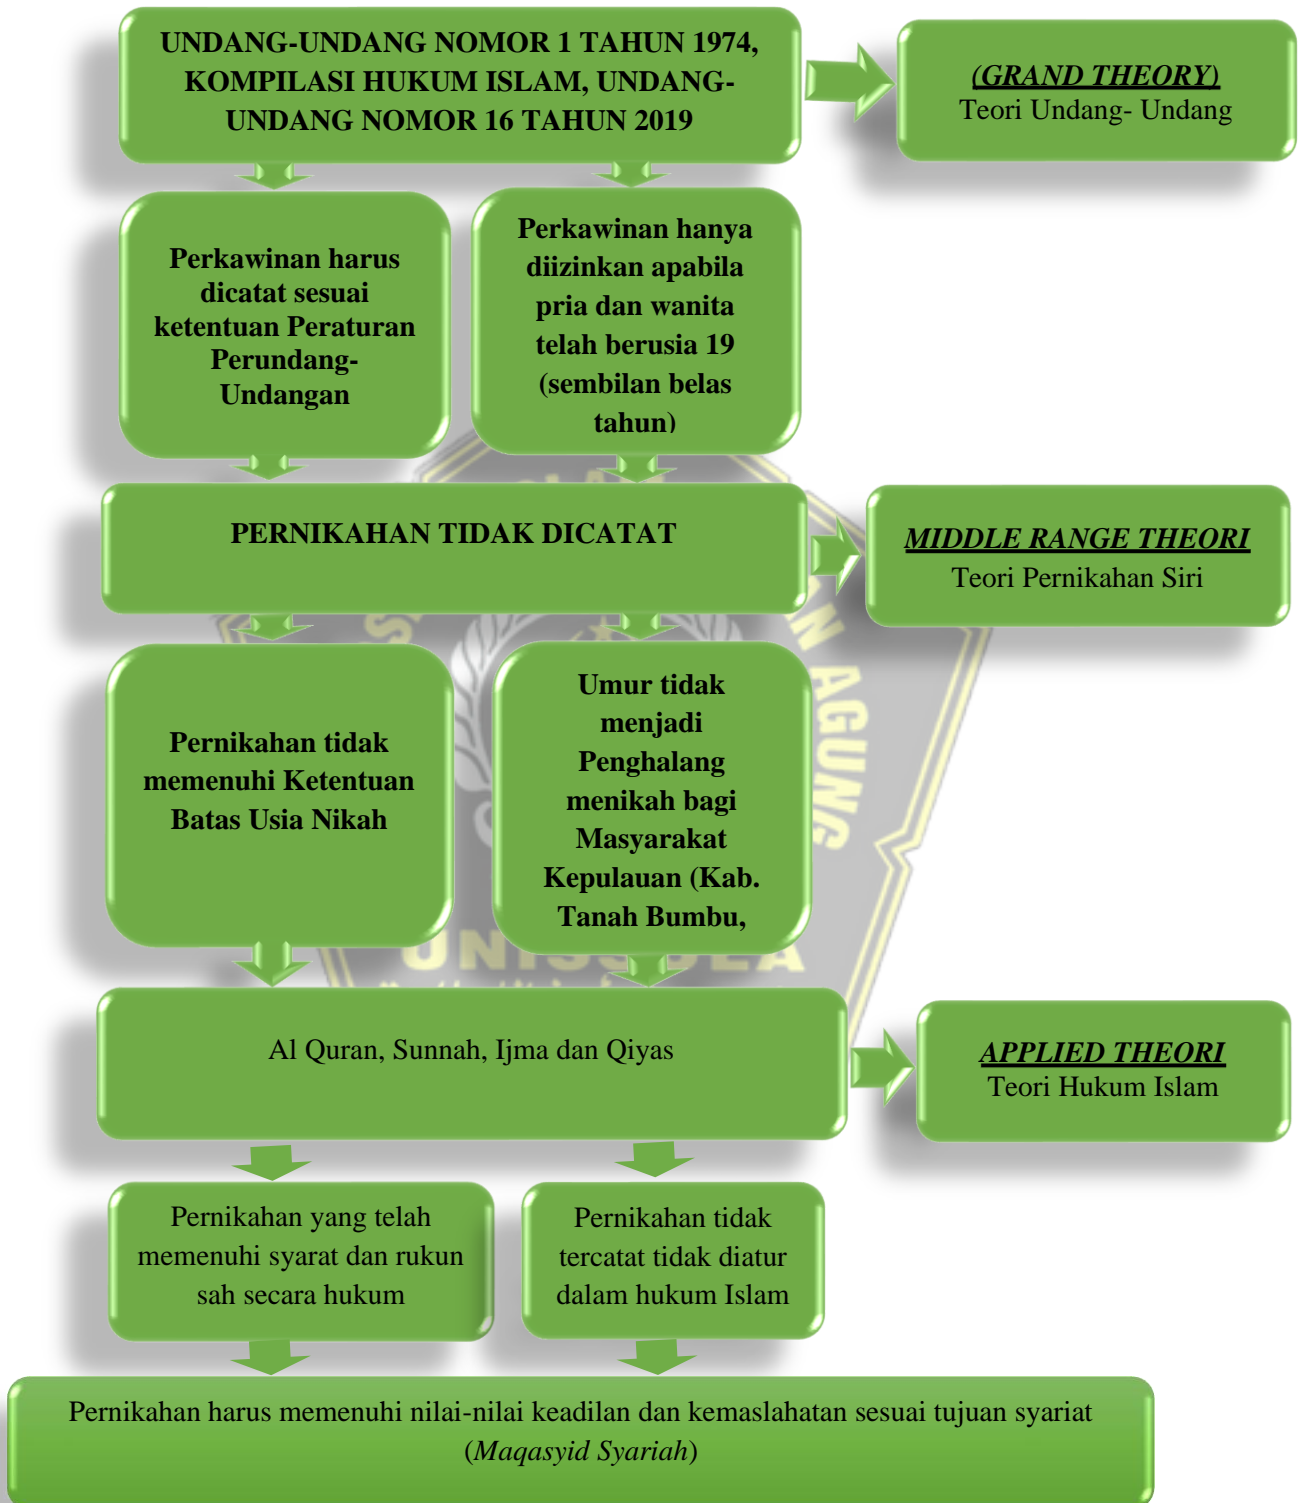 UNDANG-UNDANG NOMOR 1 TAHUN 1974,
KOMPILASI HUKUM ISLAM, UNDANG-
UNDANG NOMOR 16 TAHUN 2019
(GRAND THEORY)
Teori Undang- Undang
Perkawinan harus
dicatat sesuai
ketentuan Peraturan
Perundang-
Undangan
Perkawinan hanya
diizinkan apabila
pria dan wanita
telah berusia 19
(sembilan belas
tahun)
PERNIKAHAN TIDAK DICATAT
MIDDLE RANGE THEORI
Teori Pernikahan Siri
Pernikahan tidak
memenuhi Ketentuan
Batas Usia Nikah
Umur tidak
menjadi
Penghalang
menikah bagi
Masyarakat
Kepulauan (Kab.
Tanah Bumbu,
AGUNG
UNISSULA
Al Quran, Sunnah, Ijma dan Qiyas
APPLIED THEORI
Teori Hukum Islam
Pernikahan yang telah
memenuhi syarat dan rukun
sah secara hukum
Pernikahan tidak
tercatat tidak diatur
dalam hukum Islam
Pernikahan harus memenuhi nilai-nilai keadilan dan kemaslahatan sesuai tujuan syariat
(Maqasyid Syariah)